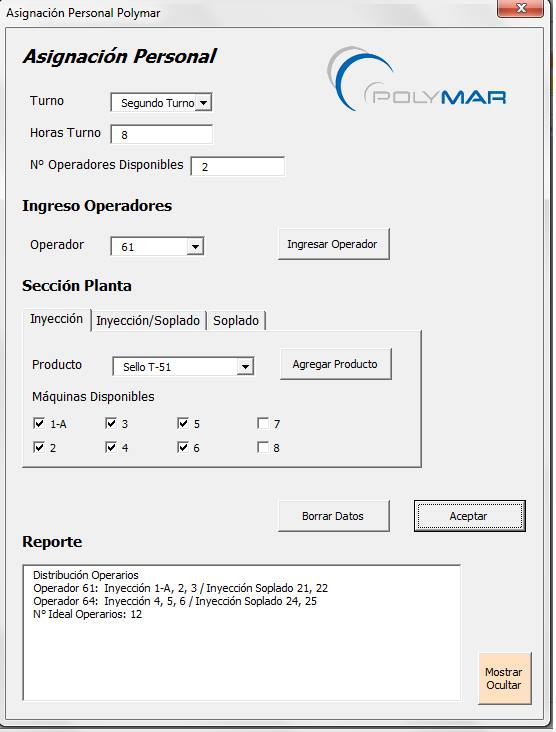 Asignación Personal Polymar
x
Asignación Personal
POLYMAR
Turno Segundo Turno
Horas Turno 8
Nº Operadores Disponibles 2
Ingreso Operadores
Operador 61 Ingresar Operador
Sección Planta
Inyección Inyección/Soplado Soplado
Producto Sello T-51 Agregar Producto
Máquinas Disponibles
1-A 3 5 7
2 4 6 8
Borrar Datos Aceptar
Reporte
Distribución Operarios
Operador 61: Inyección 1-A, 2, 3 / Inyección Soplado 21, 22
Operador 64: Inyección 4, 5, 6 / Inyección Soplado 24, 25
Nº Ideal Operarios: 12
Mostrar
Ocultar